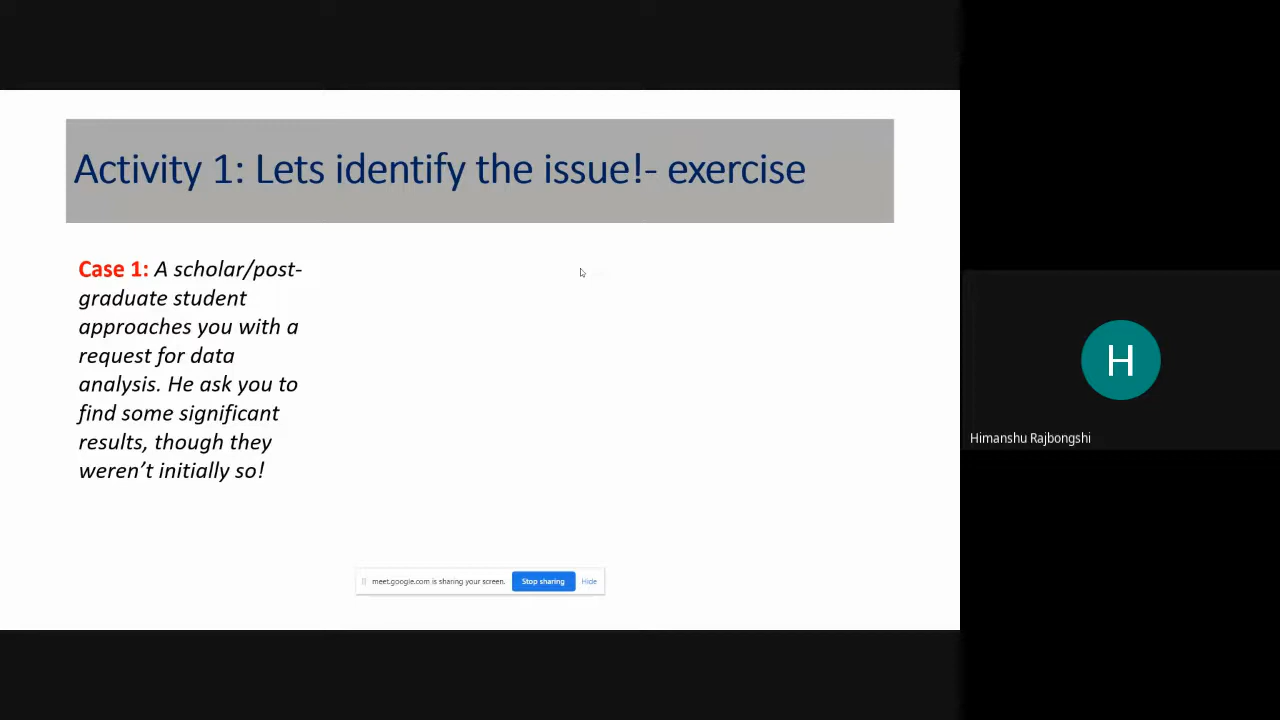 Activity 1: Lets identify the issue!- exercise
Case 1: A scholar/post-
graduate student
approaches you with a
request for data
analysis. He ask you to
find some significant
results, though they
weren’t initially so!
meet.google.com is sharing your screen. Stop sharing Hide
H
Himanshu Rajbongshi